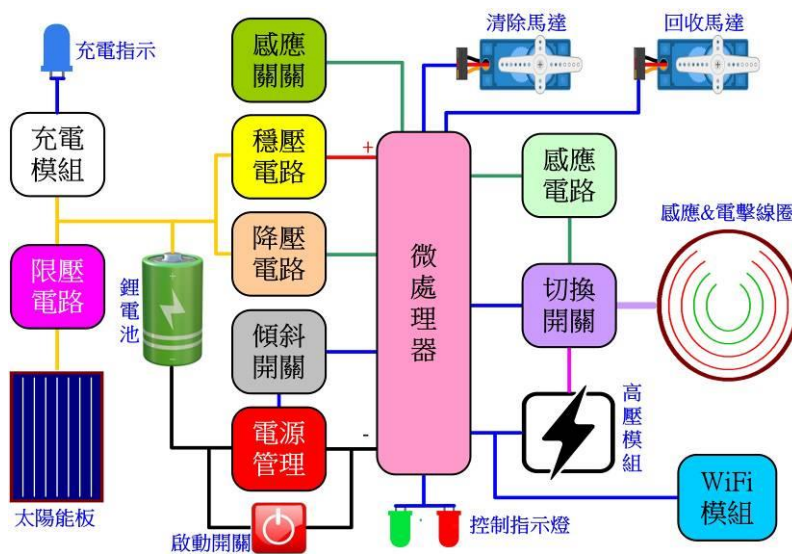 清除馬達
回收馬達
充電指示
感應
關關
充電
模組
穩壓
電路
+
感應
電路
感應&電擊線圈
限壓
電路
鋰電池
降壓
電路
微處理器
切換
開關
傾斜
開關
高壓模組
電源
管理
-
WiFi
模組
太陽能板
啟動開關
控制指示燈